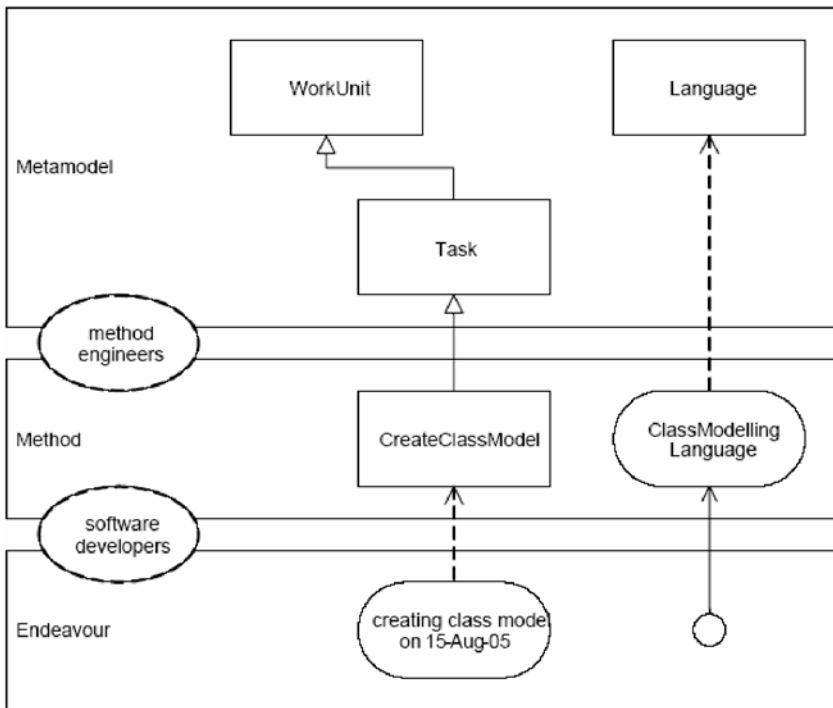 WorkUnit
Language
Metamodel
Task
method
engineers
Method
CreateClassModel
ClassModelling
Language
software
developers
Endeavour
creating class model
on 15-Aug-05